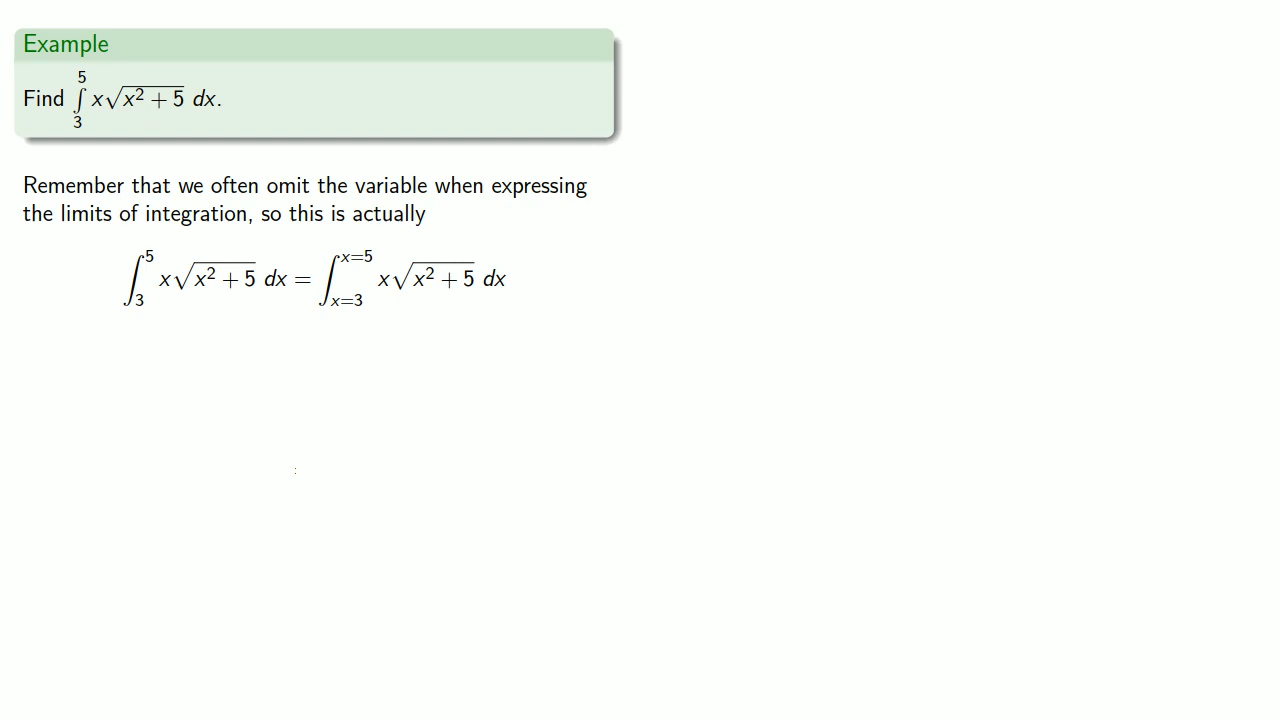 Example
Find ∫₃⁵ x√(x² + 5) dx.
Remember that we often omit the variable when expressing
the limits of integration, so this is actually
∫₃⁵ x√(x² + 5) dx = ∫ₓ₌₃ˣ⁼⁵ x√(x² + 5) dx